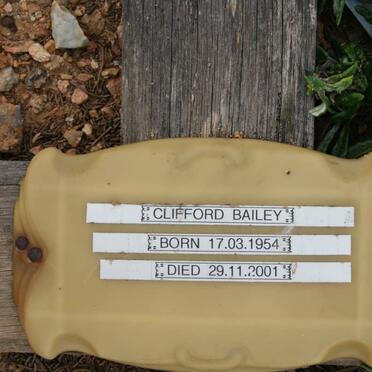 CLIFFORD BAILEY
BORN 17.03.1954
DIED 29.11.2001